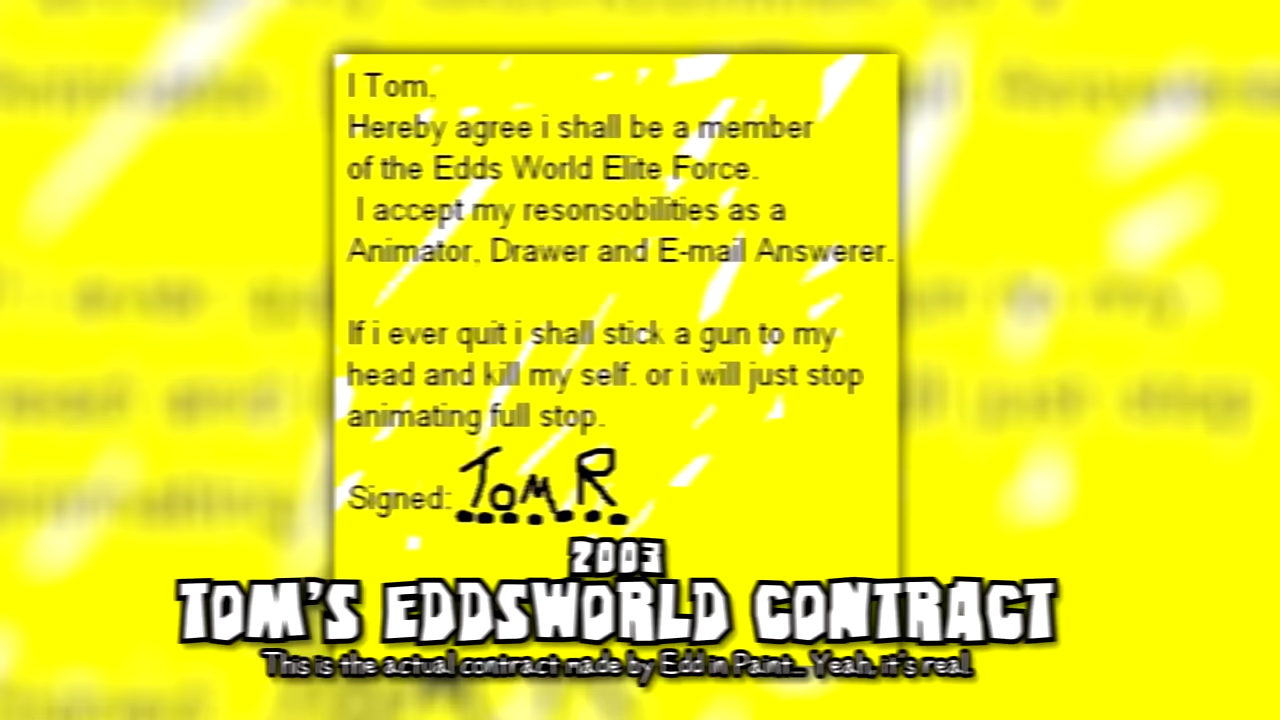 I Tom,
Hereby agree i shall be a member
of the Edds World Elite Force.
I accept my resonsobilities as a
Animator, Drawer and E-mail Answerer.
If i ever quit i shall stick a gun to my
head and kill my self. or i will just stop
animating full stop.
Signed: Tom R
2003
TOM'S EDDSWORLD CONTRACT
This is the actual contract made by Edd in Paint... Yeah, it's real.